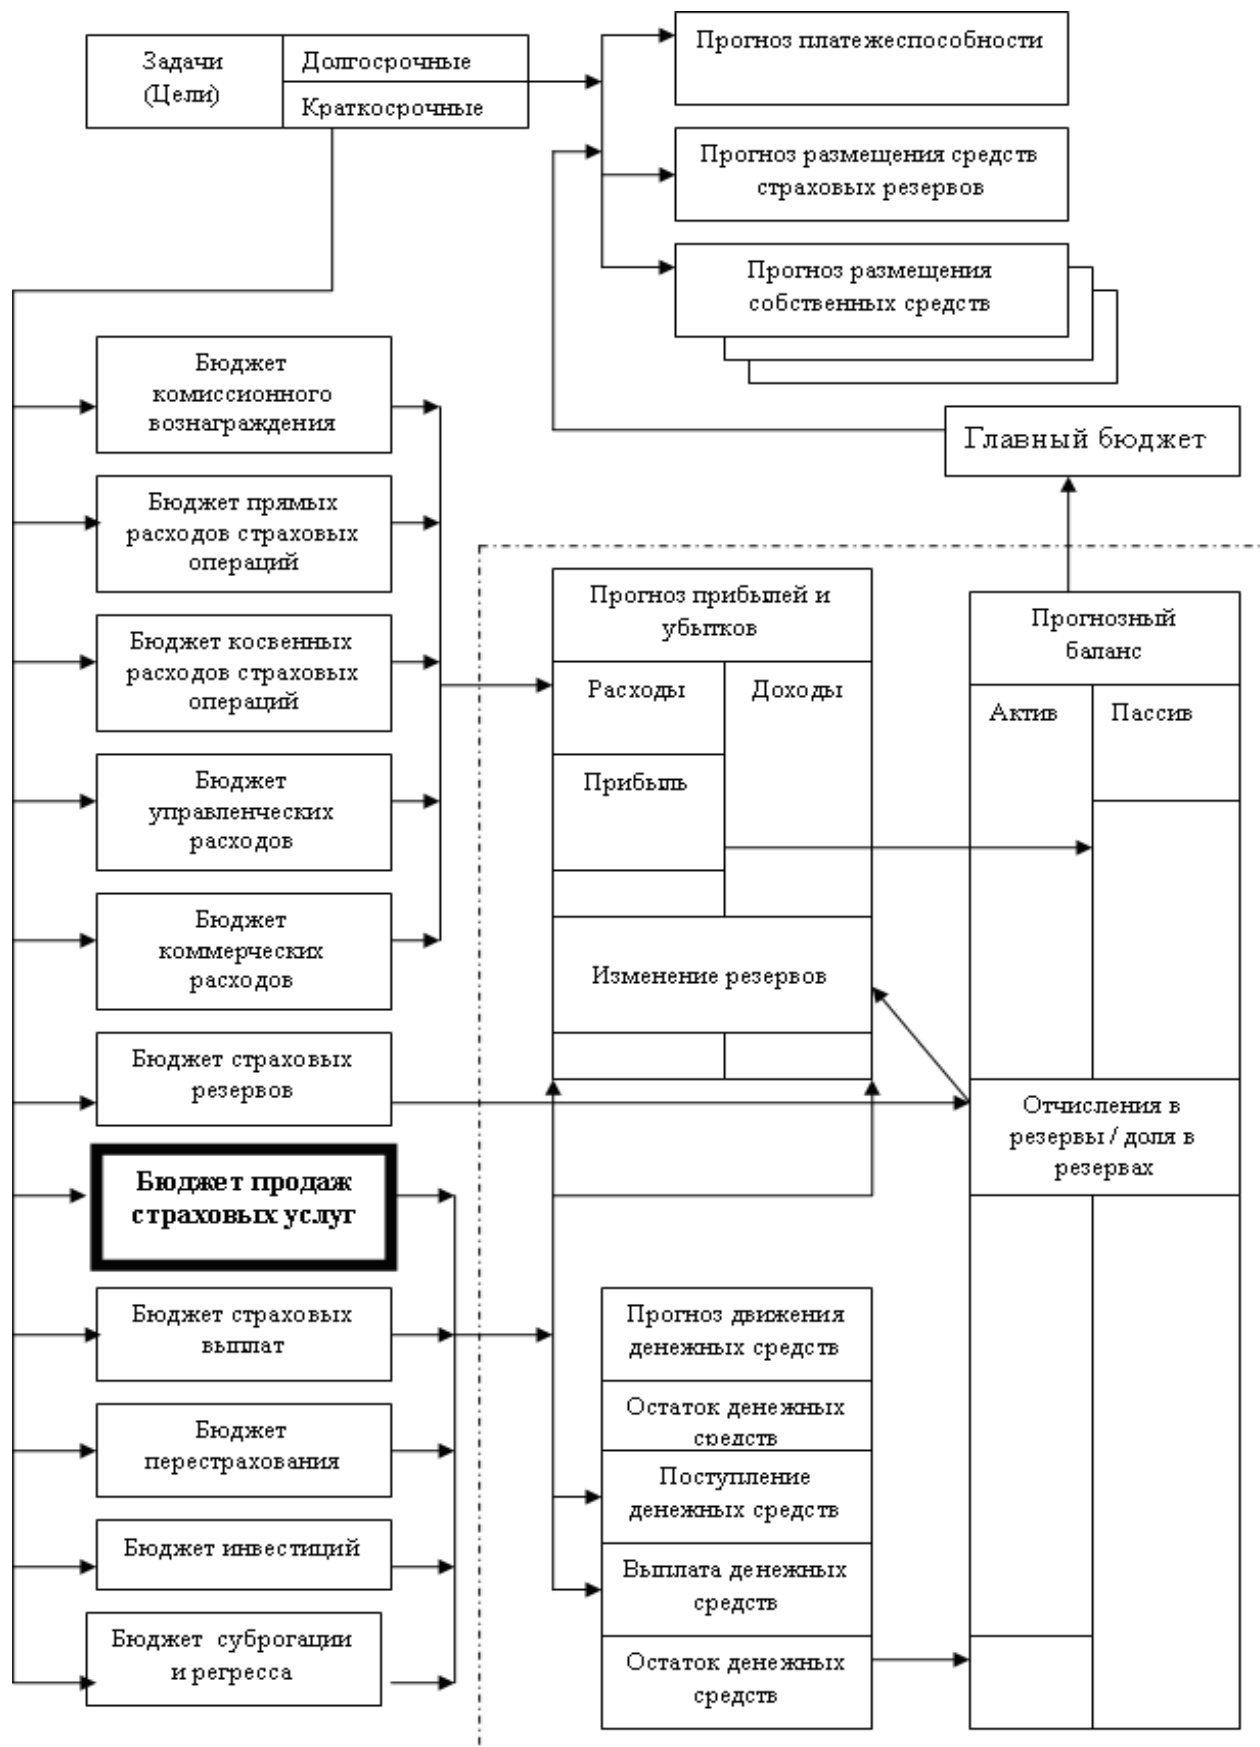 Задачи
(Цели)
Долгосрочные
Краткосрочные
Прогноз платежеспособности
Прогноз размещения средств
страховых резервов
Прогноз размещения
собственных средств
Главный бюджет
Бюджет
комиссионного
вознаграждения
Бюджет прямых
расходов страховых
операций
Бюджет косвенных
расходов страховых
операций
Бюджет
управленческих
расходов
Бюджет
коммерческих
расходов
Бюджет страховых
резервов
Бюджет продаж
страховых услуг
Бюджет страховых
выплат
Бюджет
перестрахования
Бюджет инвестиций
Бюджет суброгации
и регресса
Прогноз прибылей и
убытков
Расходы
Доходы
Прибыль
Изменение резервов
Прогноз движения
денежных средств
Остаток денежных
средств
Поступление
денежных средств
Выплата денежных
средств
Остаток денежных
средств
Прогнозный
баланс
Актив
Пассив
Отчисления в
резервы / доля в
резервах